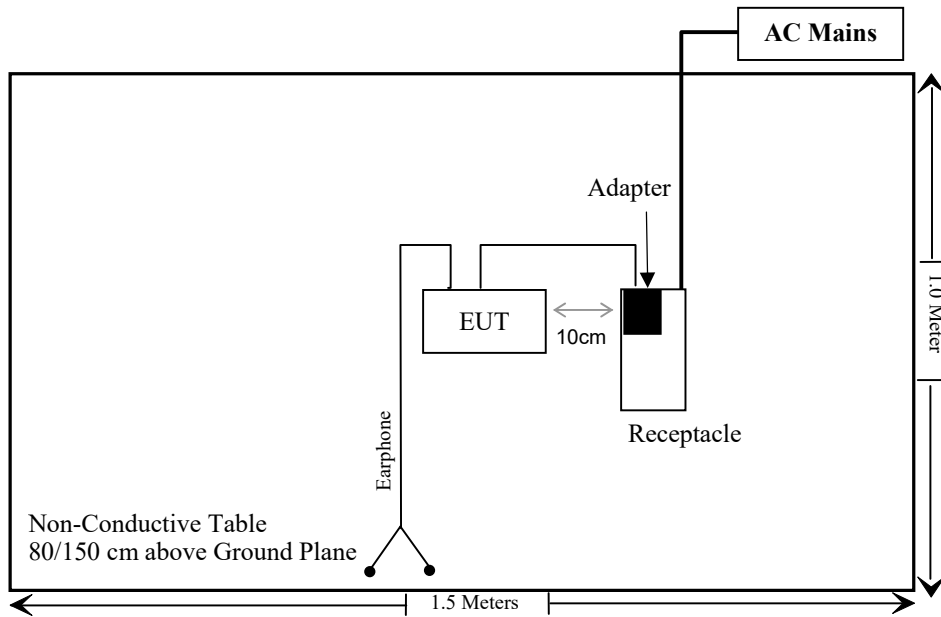 AC Mains
Adapter
EUT
10cm
1.0 Meter
Receptacle
Earphone
Non-Conductive Table
80/150 cm above Ground Plane
1.5 Meters